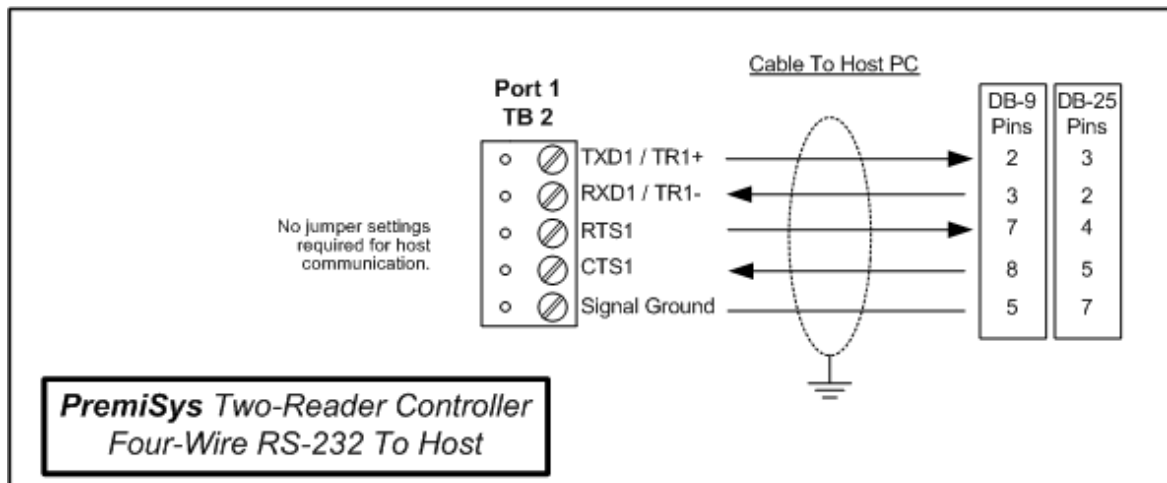 Cable To Host PC
Port 1
TB 2
DB-9 Pins
DB-25 Pins
TXD1 / TR1+ 2 3
RXD1 / TR1- 3 2
RTS1 7 4
CTS1 8 5
Signal Ground 5 7
No jumper settings
required for host
communication.
PremiSys Two-Reader Controller
Four-Wire RS-232 To Host